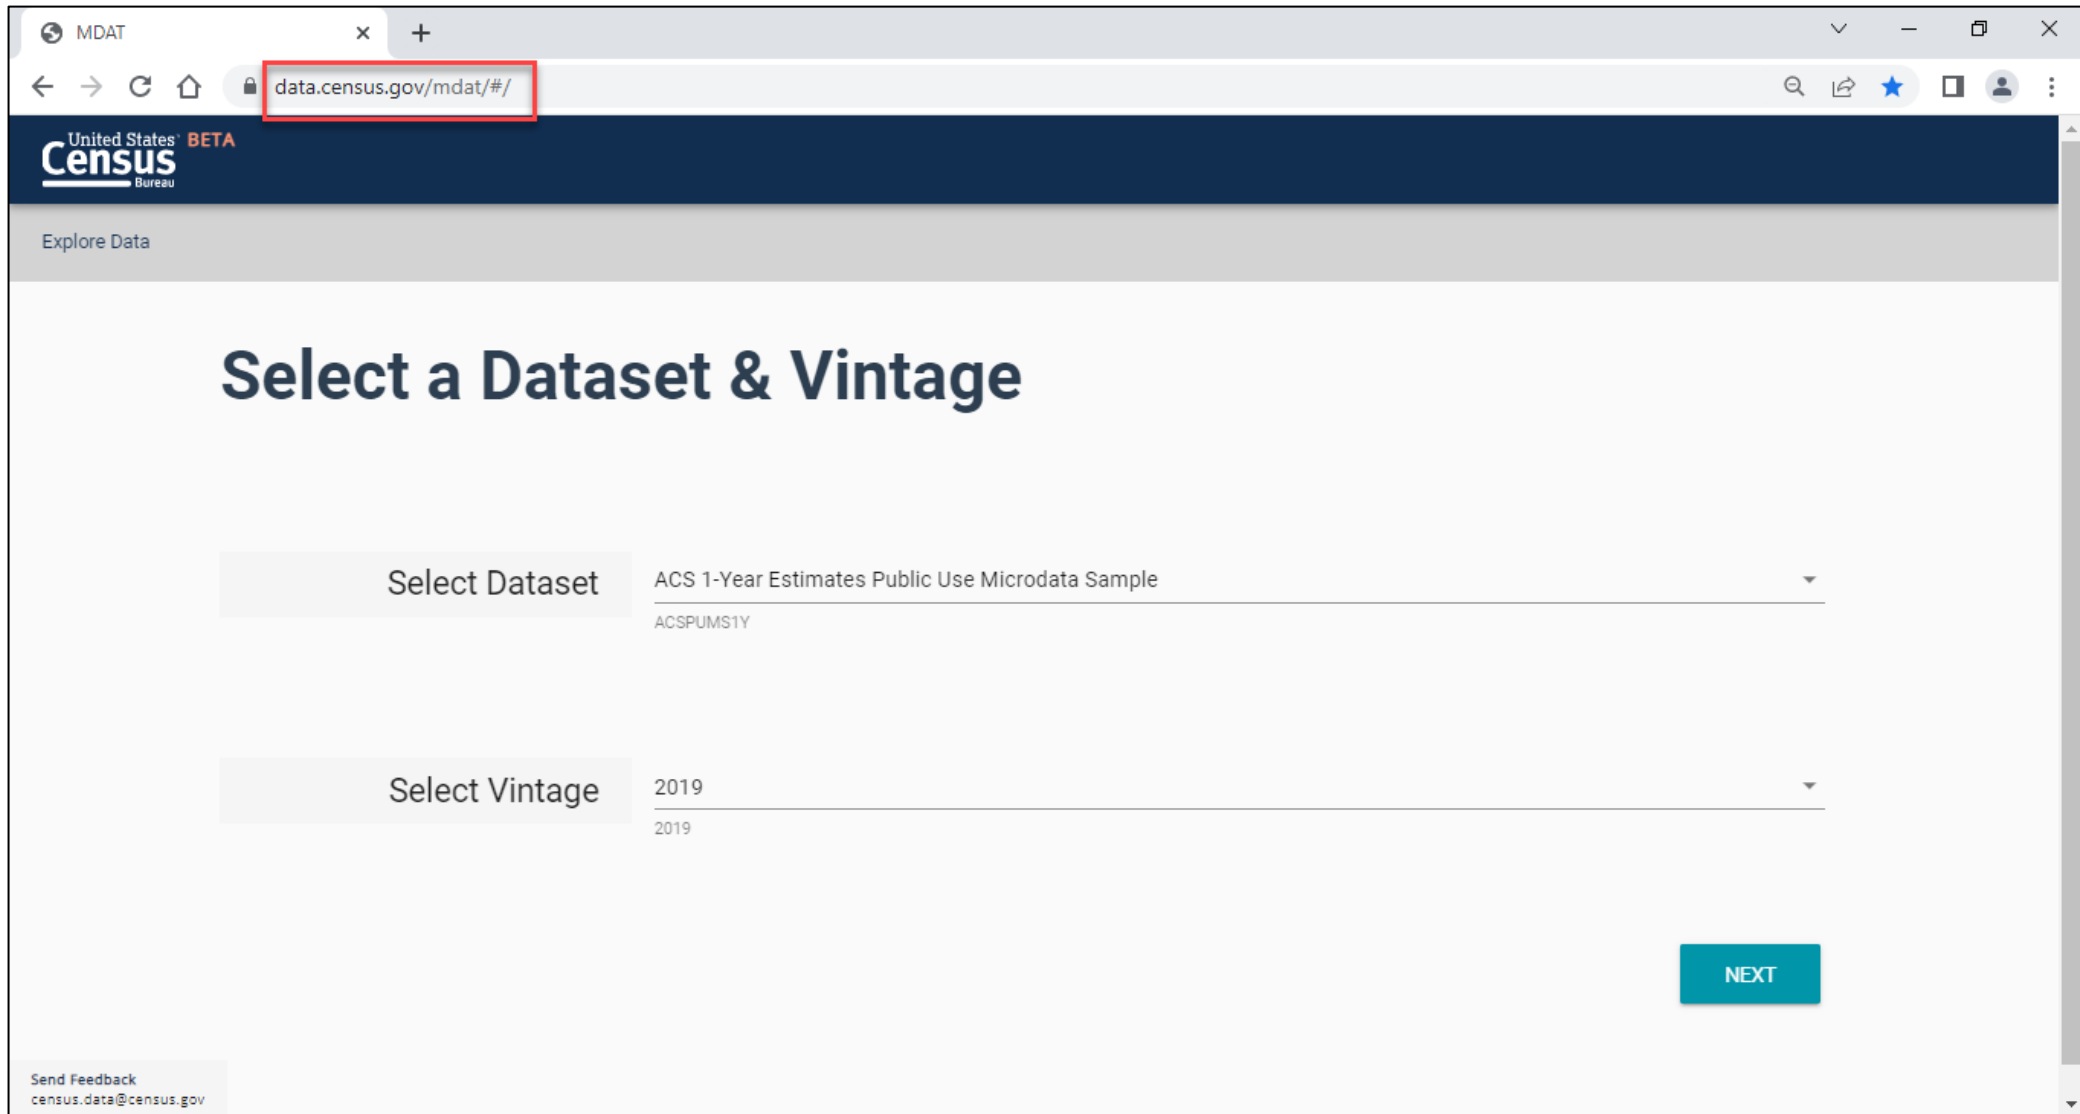 MDAT
data.census.gov/mdat/#/
United States® BETA
Census
Bureau
Explore Data
Select a Dataset & Vintage
Select Dataset
ACS 1-Year Estimates Public Use Microdata Sample
ACSPUMS1Y
Select Vintage
2019
2019
NEXT
Send Feedback
census.data@census.gov